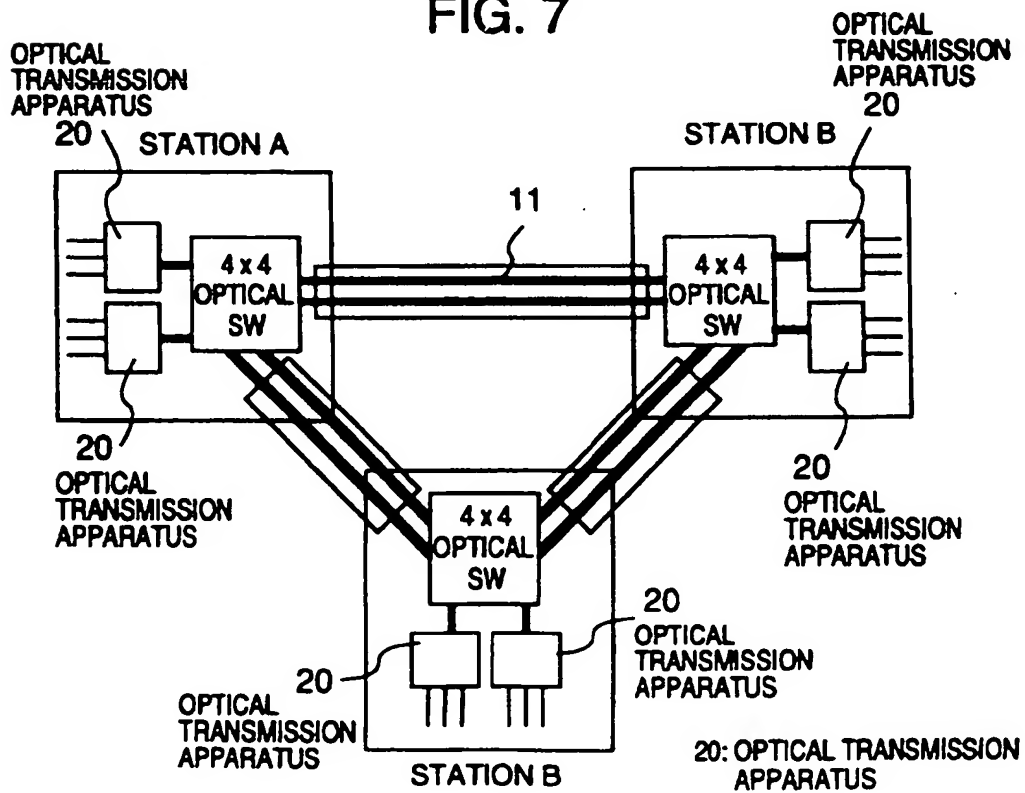 FIG. 7
OPTICAL
TRANSMISSION
APPARATUS
20
STATION A
OPTICAL
TRANSMISSION
APPARATUS
20
STATION B
11
4 x 4
OPTICAL
SW
4 x 4
OPTICAL
SW
20
OPTICAL
TRANSMISSION
APPARATUS
20
OPTICAL
TRANSMISSION
APPARATUS
4 x 4
OPTICAL
SW
20
OPTICAL
TRANSMISSION
APPARATUS
20
OPTICAL
TRANSMISSION
APPARATUS
STATION B
20: OPTICAL TRANSMISSION
APPARATUS